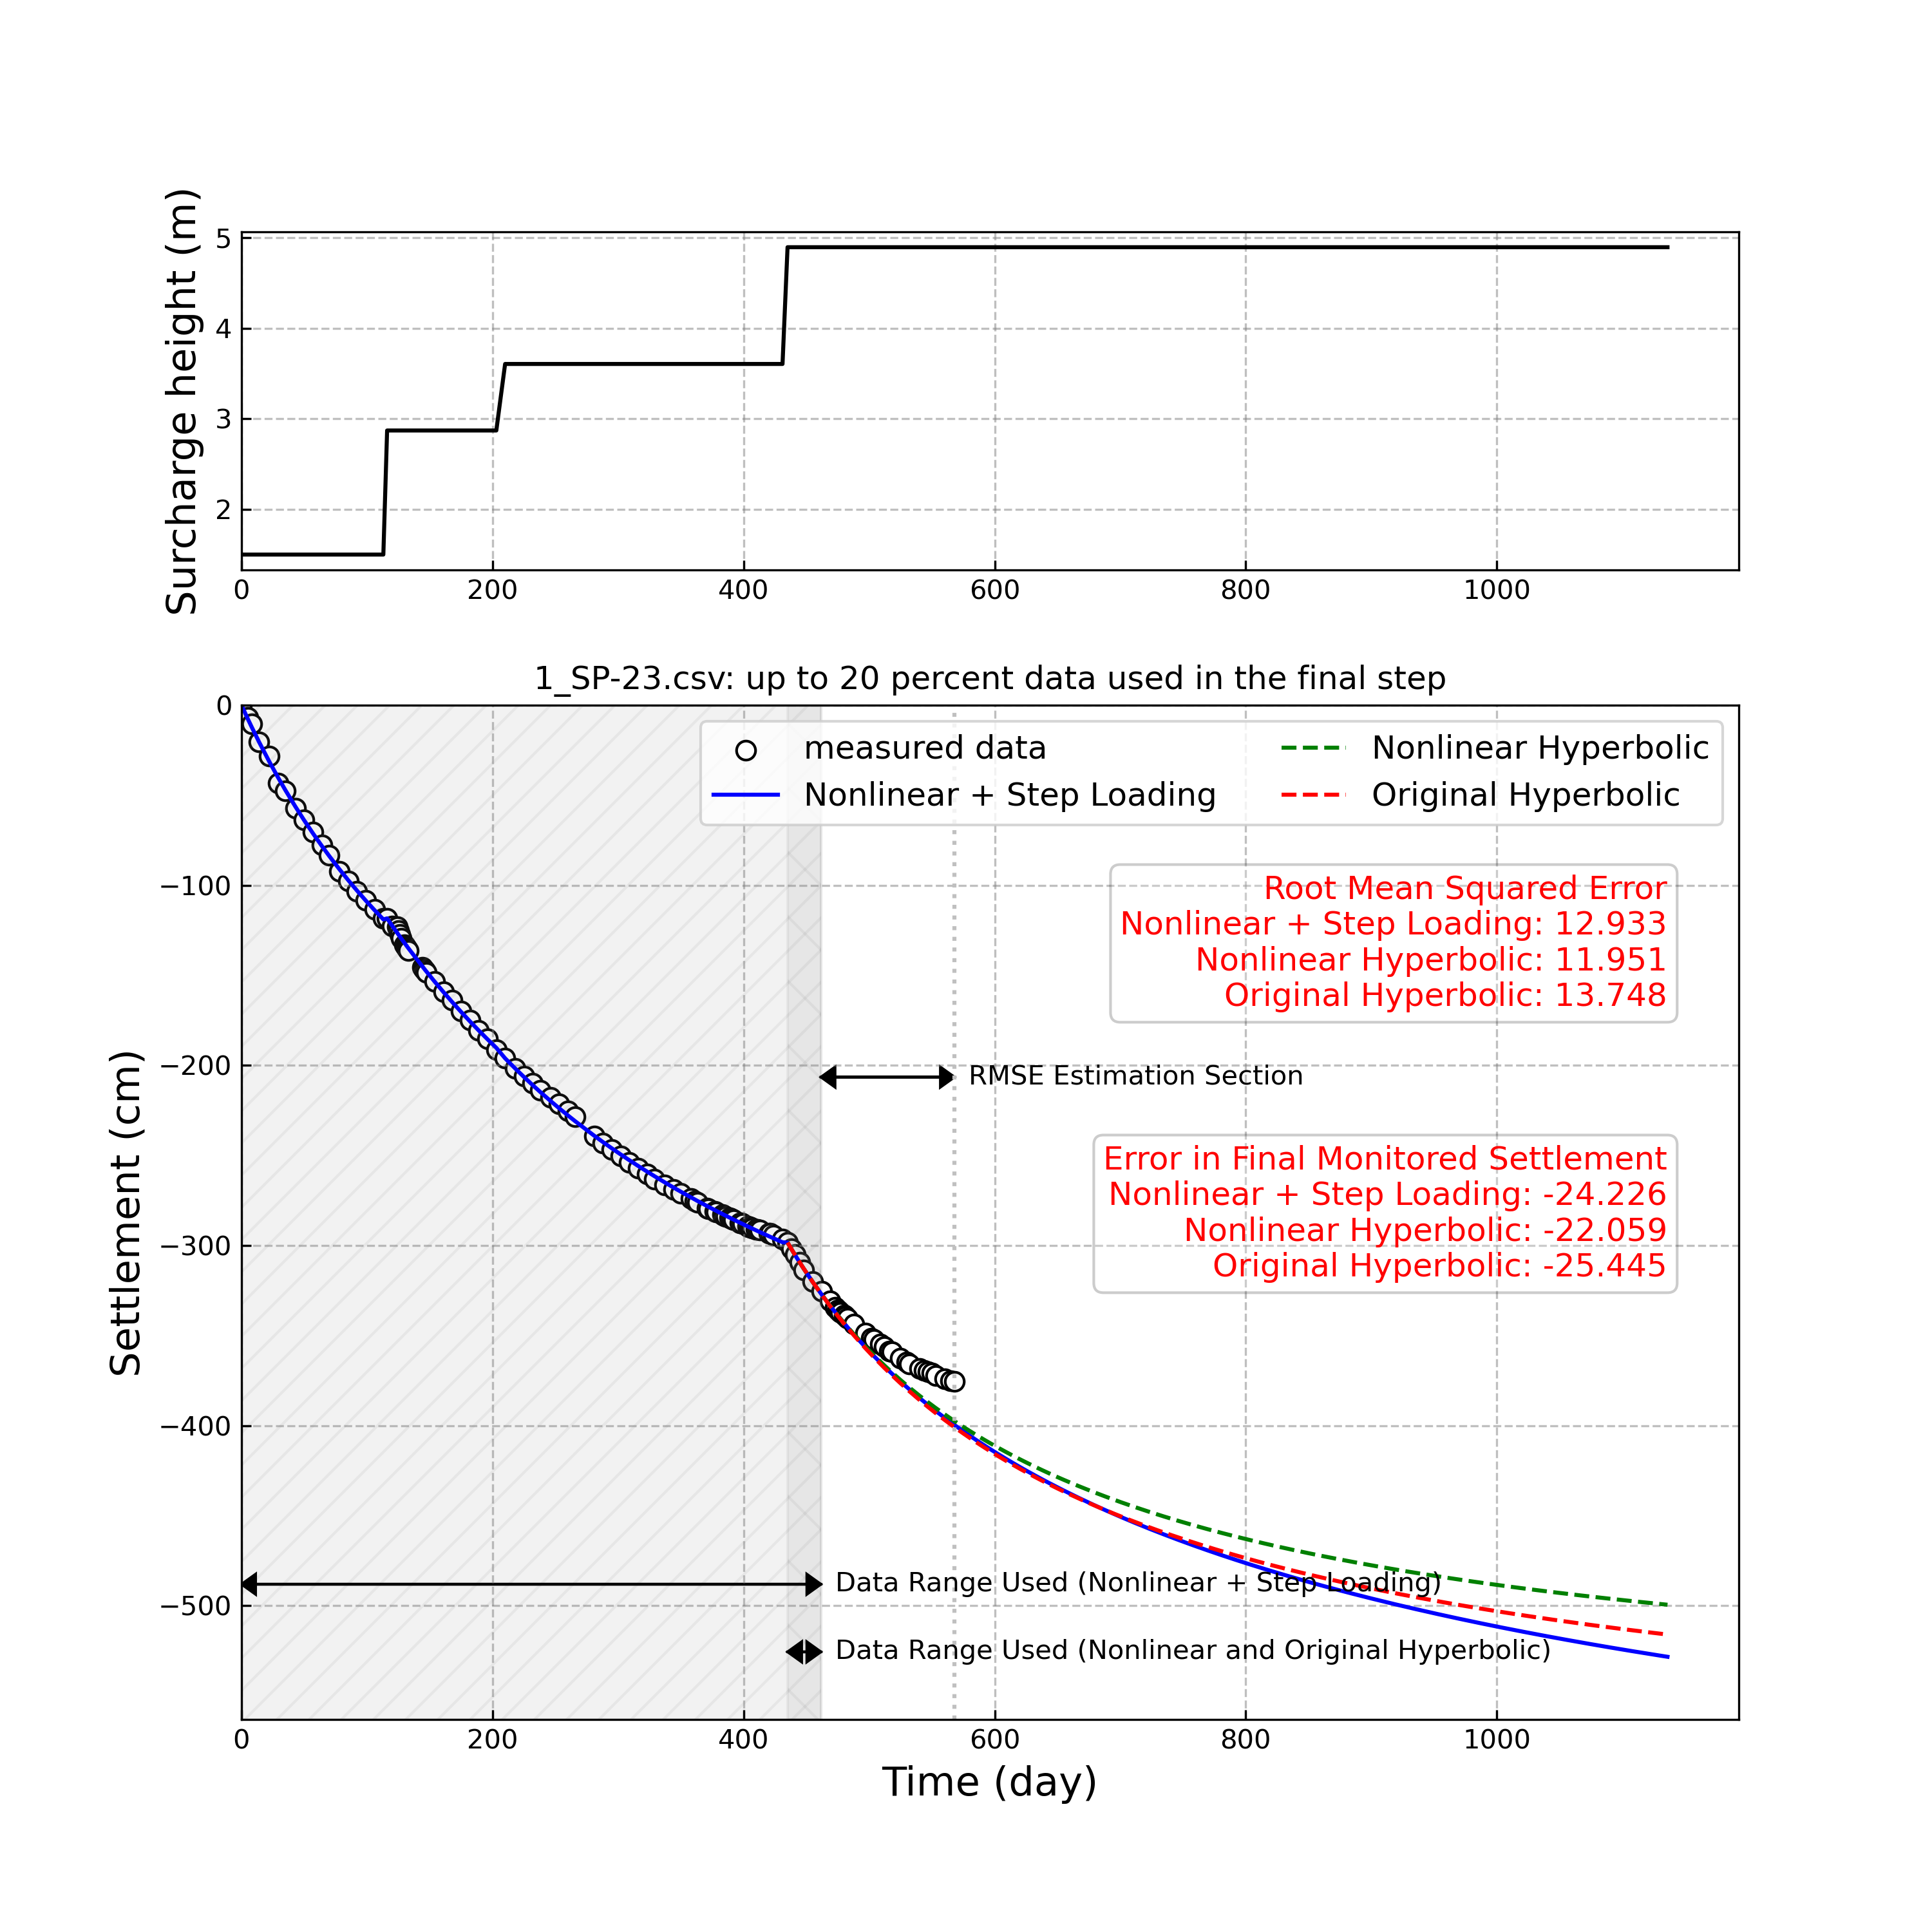 Surcharge height (m)
5
4
3
2
0 200 400 600 800 1000
1_SP-23.csv: up to 20 percent data used in the final step
measured data
Nonlinear + Step Loading
Nonlinear Hyperbolic
Original Hyperbolic
Root Mean Squared Error
Nonlinear + Step Loading: 12.933
Nonlinear Hyperbolic: 11.951
Original Hyperbolic: 13.748
RMSE Estimation Section
Error in Final Monitored Settlement
Nonlinear + Step Loading: -24.226
Nonlinear Hyperbolic: -22.059
Original Hyperbolic: -25.445
Data Range Used (Nonlinear + Step Loading)
Data Range Used (Nonlinear and Original Hyperbolic)
Settlement (cm)
0
−100
−200
−300
−400
−500
0 200 400 600 800 1000
Time (day)